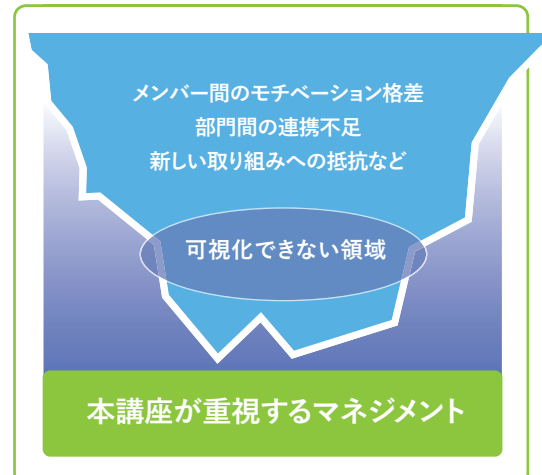 メンバー間のモチベーション格差
部門間の連携不足
新しい取り組みへの抵抗など
可視化できない領域
本講座が重視するマネジメント